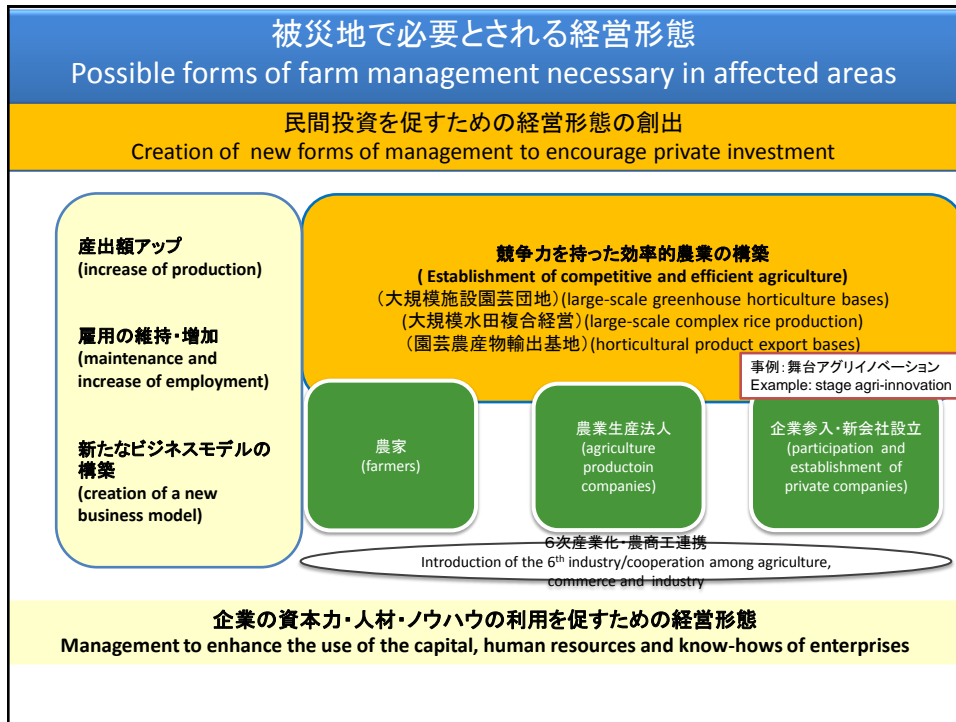 被災地で必要とされる経営形態
Possible forms of farm management necessary in affected areas
民間投資を促すための経営形態の創出
Creation of new forms of management to encourage private investment
産出額アップ
(increase of production)
雇用の維持・増加
(maintenance and
increase of employment)
新たなビジネスモデルの
構築
(creation of a new
business model)
競争力を持った効率的農業の構築
( Establishment of competitive and efficient agriculture)
（大規模施設園芸団地）(large-scale greenhouse horticulture bases)
(大規模水田複合経営）(large-scale complex rice production)
（園芸農産物輸出基地）(horticultural product export bases)
事例：舞台アグリイノベーション
Example: stage agri-innovation
農家
(farmers)
農業生産法人
(agriculture
productoin
companies)
企業参入・新会社設立
(participation and
establishment of
private companies)
６次産業化・農商工連携
Introduction of the 6th industry/cooperation among agriculture,
commerce and industry
企業の資本力・人材・ノウハウの利用を促すための経営形態
Management to enhance the use of the capital, human resources and know-hows of enterprises